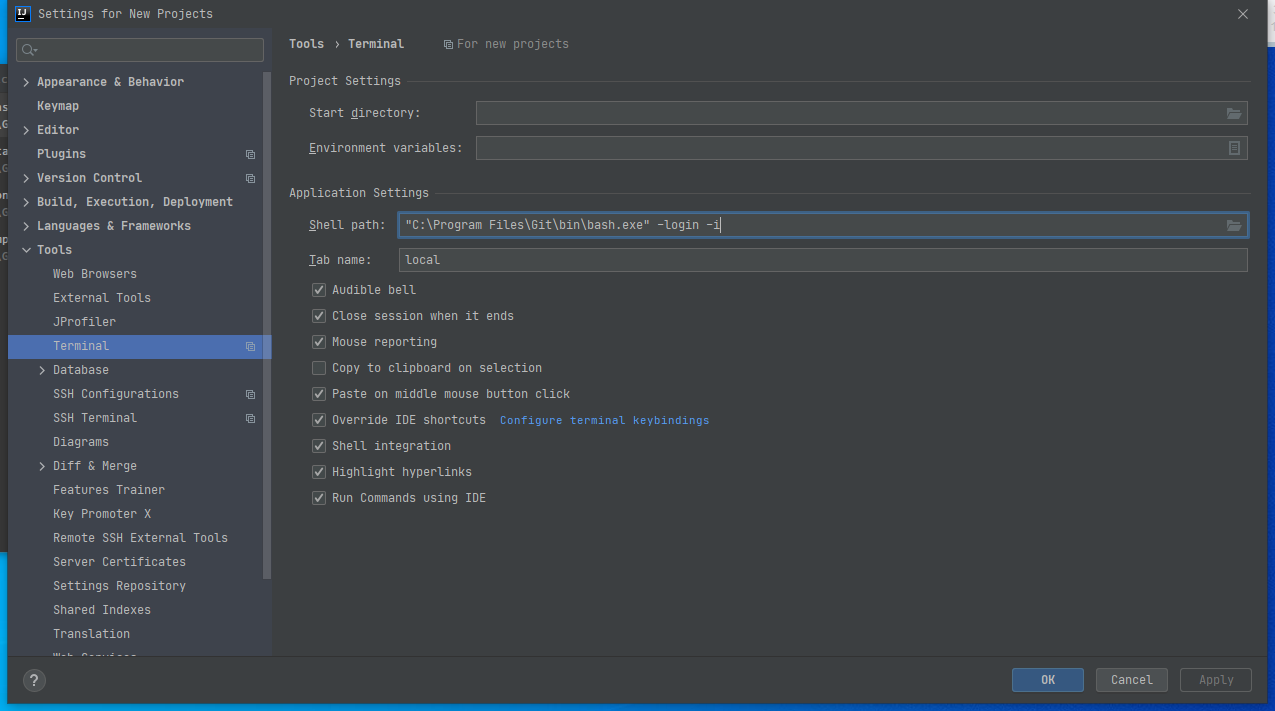 IJ Settings for New Projects
Tools › Terminal For new projects
Appearance & Behavior
Keymap
Editor
Plugins
Version Control
Build, Execution, Deployment
Languages & Frameworks
Tools
Web Browsers
External Tools
JProfiler
Terminal
Database
SSH Configurations
SSH Terminal
Diagrams
Diff & Merge
Features Trainer
Key Promoter X
Remote SSH External Tools
Server Certificates
Settings Repository
Shared Indexes
Translation
Web Services
Project Settings
Start directory:
Environment variables:
Application Settings
Shell path: "C:\Program Files\Git\bin\bash.exe" -login -i
Tab name: local
Audible bell
Close session when it ends
Mouse reporting
Copy to clipboard on selection
Paste on middle mouse button click
Override IDE shortcuts Configure terminal keybindings
Shell integration
Highlight hyperlinks
Run Commands using IDE
? OK Cancel Apply